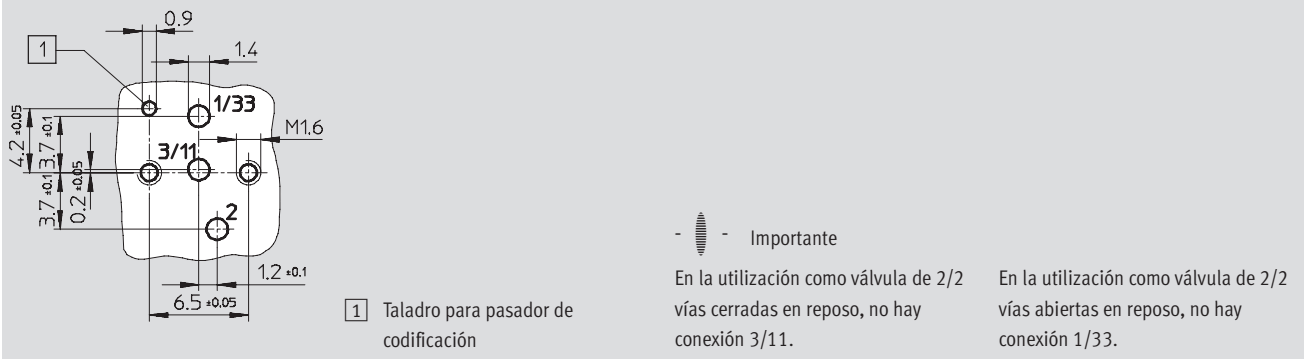 0.9
1
1.4
1/33
4.2 ±0.05
3.7 ±0.1
M1.6
3/11
3.7 ±0.1
0.2 ±0.05
2
1.2 ±0.1
6.5 ±0.05
1 Taladro para pasador de
codificación
- - Importante
En la utilización como válvula de 2/2
vías cerradas en reposo, no hay
conexión 3/11.
En la utilización como válvula de 2/2
vías abiertas en reposo, no hay
conexión 1/33.